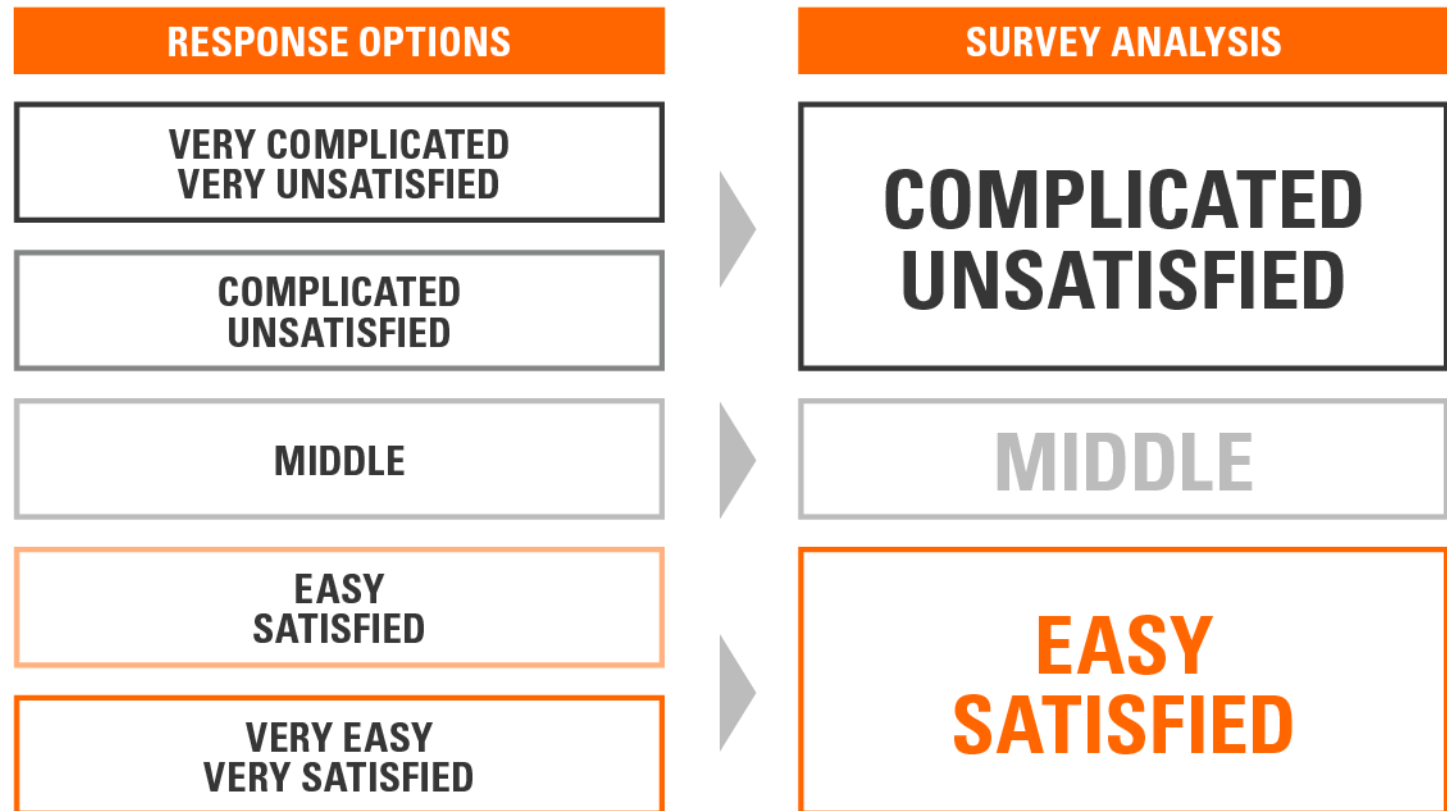 RESPONSE OPTIONS
VERY COMPLICATED
VERY UNSATISFIED
COMPLICATED
UNSATISFIED
MIDDLE
EASY
SATISFIED
VERY EASY
VERY SATISFIED
SURVEY ANALYSIS
COMPLICATED
UNSATISFIED
MIDDLE
EASY
SATISFIED